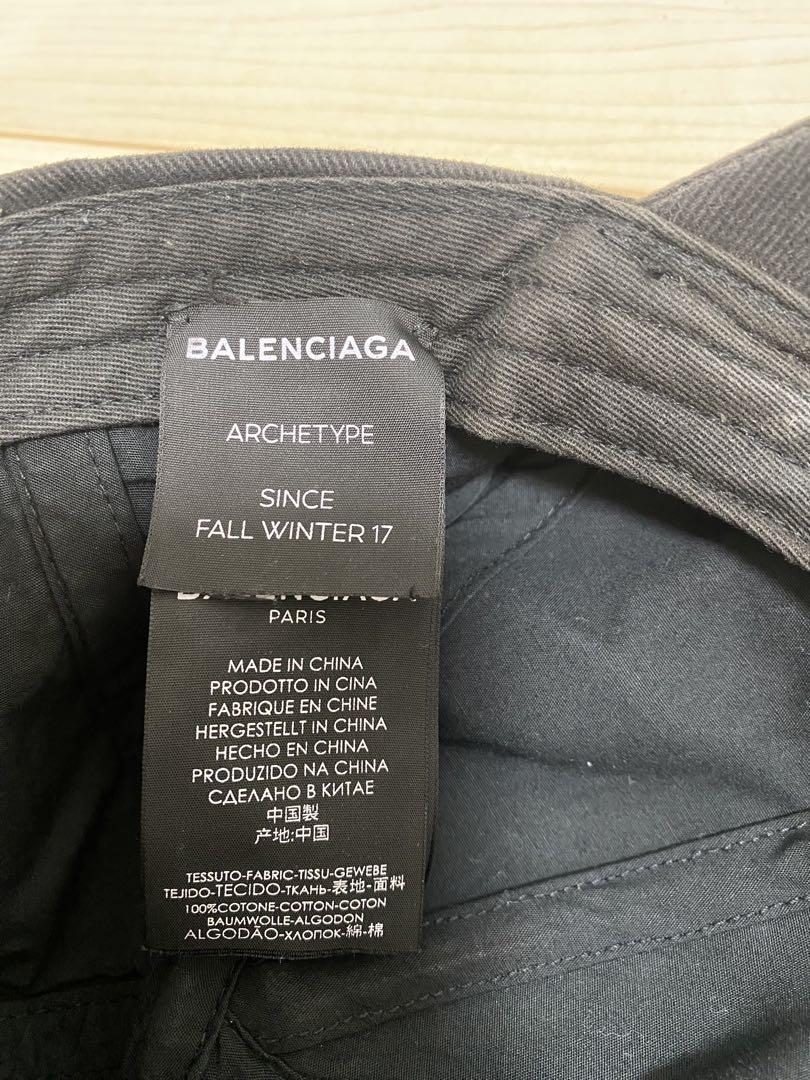 BALENCIAGA
ARCHETYPE
SINCE
FALL WINTER 17
BALENCIAGA
PARIS
MADE IN CHINA
PRODOTTO IN CINA
FABRIQUE EN CHINE
HERGESTELLT IN CHINA
HECHO EN CHINA
PRODUZIDO NA CHINA
СДЕЛАНО В КИТАЕ
中国製
产地:中国
TESSUTO-FABRIC-TISSU-GEWEBE
TEJIDO-TECIDO-ТКАНЬ-表地-面料
100%COTONE-COTTON-COTON
BAUMWOLLE-ALGODON
ALGODÃO-ХЛОПОК-綿-棉